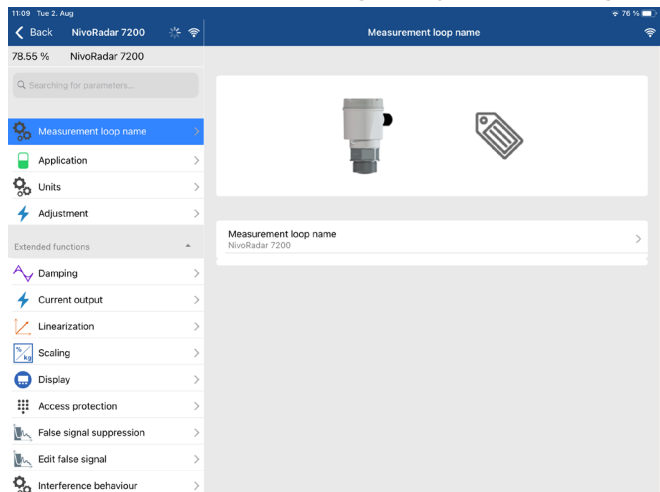 11:09 Tue 2. Aug
76 %
Back NivoRadar 7200
Measurement loop name
78.55 % NivoRadar 7200
Searching for parameters...
Measurement loop name
Application
Units
Adjustment
Extended functions
Damping
Current output
Linearization
% kg Scaling
Display
Access protection
False signal suppression
Edit false signal
Interference behaviour
Measurement loop name
NivoRadar 7200